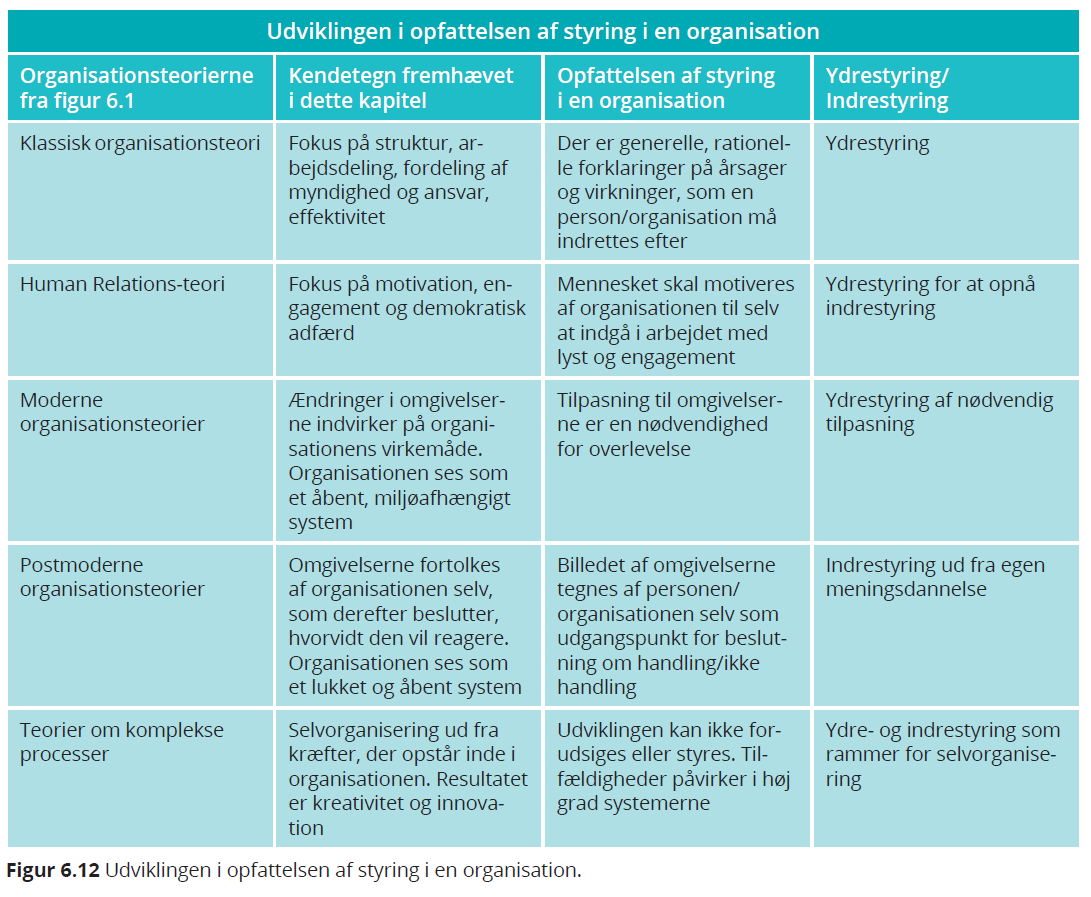 Udviklingen i opfattelsen af styring i en organisation
Organisationsteorierne
fra figur 6.1
Kendetegn fremhævet
i dette kapitel
Opfattelsen af styring
i en organisation
Ydrestyring/
Indrestyring
Klassisk organisationsteori
Fokus på struktur, ar-
bejdsdeling, fordeling af
myndighed og ansvar,
effektivitet
Der er generelle, rationel-
le forklaringer på årsager
og virkninger, som en
person/organisation må
indrettes efter
Ydrestyring
Human Relations-teori
Fokus på motivation, en-
gagement og demokratisk
adfærd
Mennesket skal motiveres
af organisationen til selv
at indgå i arbejdet med
lyst og engagement
Ydrestyring for at opnå
indrestyring
Moderne
organisationsteorier
Ændringer i omgivelser-
ne indvirker på organi-
sationens virkemåde.
Organisationen ses som
et åbent, miljøafhængigt
system
Tilpasning til omgivelser-
ne er en nødvendighed
for overlevelse
Ydrestyring af nødvendig
tilpasning
Postmoderne
organisationsteorier
Omgivelserne fortolkes
af organisationen selv,
som derefter beslutter,
hvorvidt den vil reagere.
Organisationen ses som
et lukket og åbent system
Billedet af omgivelserne
tegnes af personen/
organisationen selv som
udgangspunkt for beslut-
ning om handling/ikke
handling
Indrestyring ud fra egen
meningsdannelse
Teorier om komplekse
processer
Selvorganisering ud fra
kræfter, der opstår inde i
organisationen. Resultatet
er kreativitet og innova-
tion
Udviklingen kan ikke for-
udsiges eller styres. Til-
fældigheder påvirker i høj
grad systemerne
Ydre- og indrestyring som
rammer for selvorganise-
ring
Figur 6.12 Udviklingen i opfattelsen af styring i en organisation.